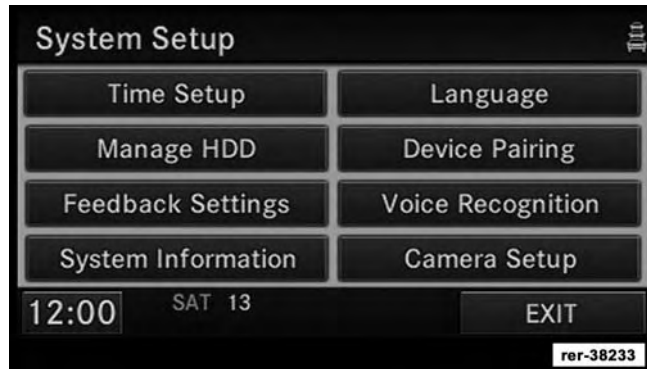 System Setup
Time Setup
Language
Manage HDD
Device Pairing
Feedback Settings
Voice Recognition
System Information
Camera Setup
12:00
SAT 13
EXIT
rer-38233